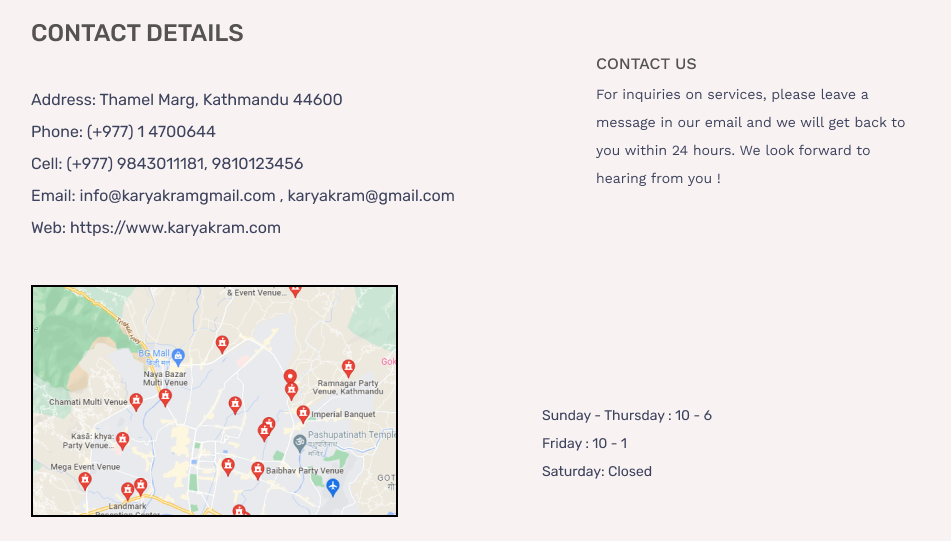 CONTACT DETAILS
Address: Thamel Marg, Kathmandu 44600
Phone: (+977) 1 4700644
Cell: (+977) 9843011181, 9810123456
Email: info@karyakramgmail.com , karyakram@gmail.com
Web: https://www.karyakram.com
CONTACT US
For inquiries on services, please leave a
message in our email and we will get back to
you within 24 hours. We look forward to
hearing from you !
& Event Venue...
BG Mall
Naya Bazar
Multi Venue
Gok
Ramnagar Party
Venue, Kathmandu
Chamati Multi Venue
Imperial Banquet
Kasā: khya:
Party Venue...
Pashupatinath Temple
Mega Event Venue
Baibhav Party Venue
GOT
Landmark
Sunday - Thursday : 10 - 6
Friday : 10 - 1
Saturday: Closed